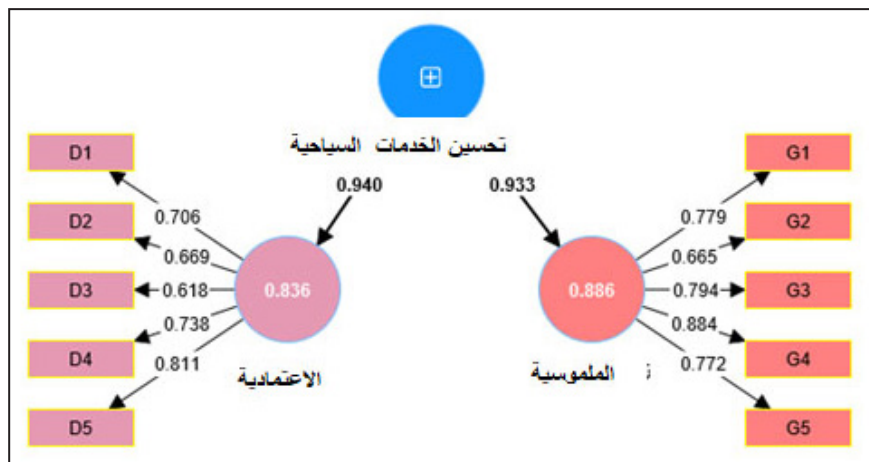 تحسين الخدمات السياحية
0.940
0.933
D1
D2
D3
D4
D5
0.706
0.669
0.618
0.738
0.811
0.836
الاعتمادية
0.886
الملموسية
ة
0.779
0.665
0.794
0.884
0.772
G1
G2
G3
G4
G5